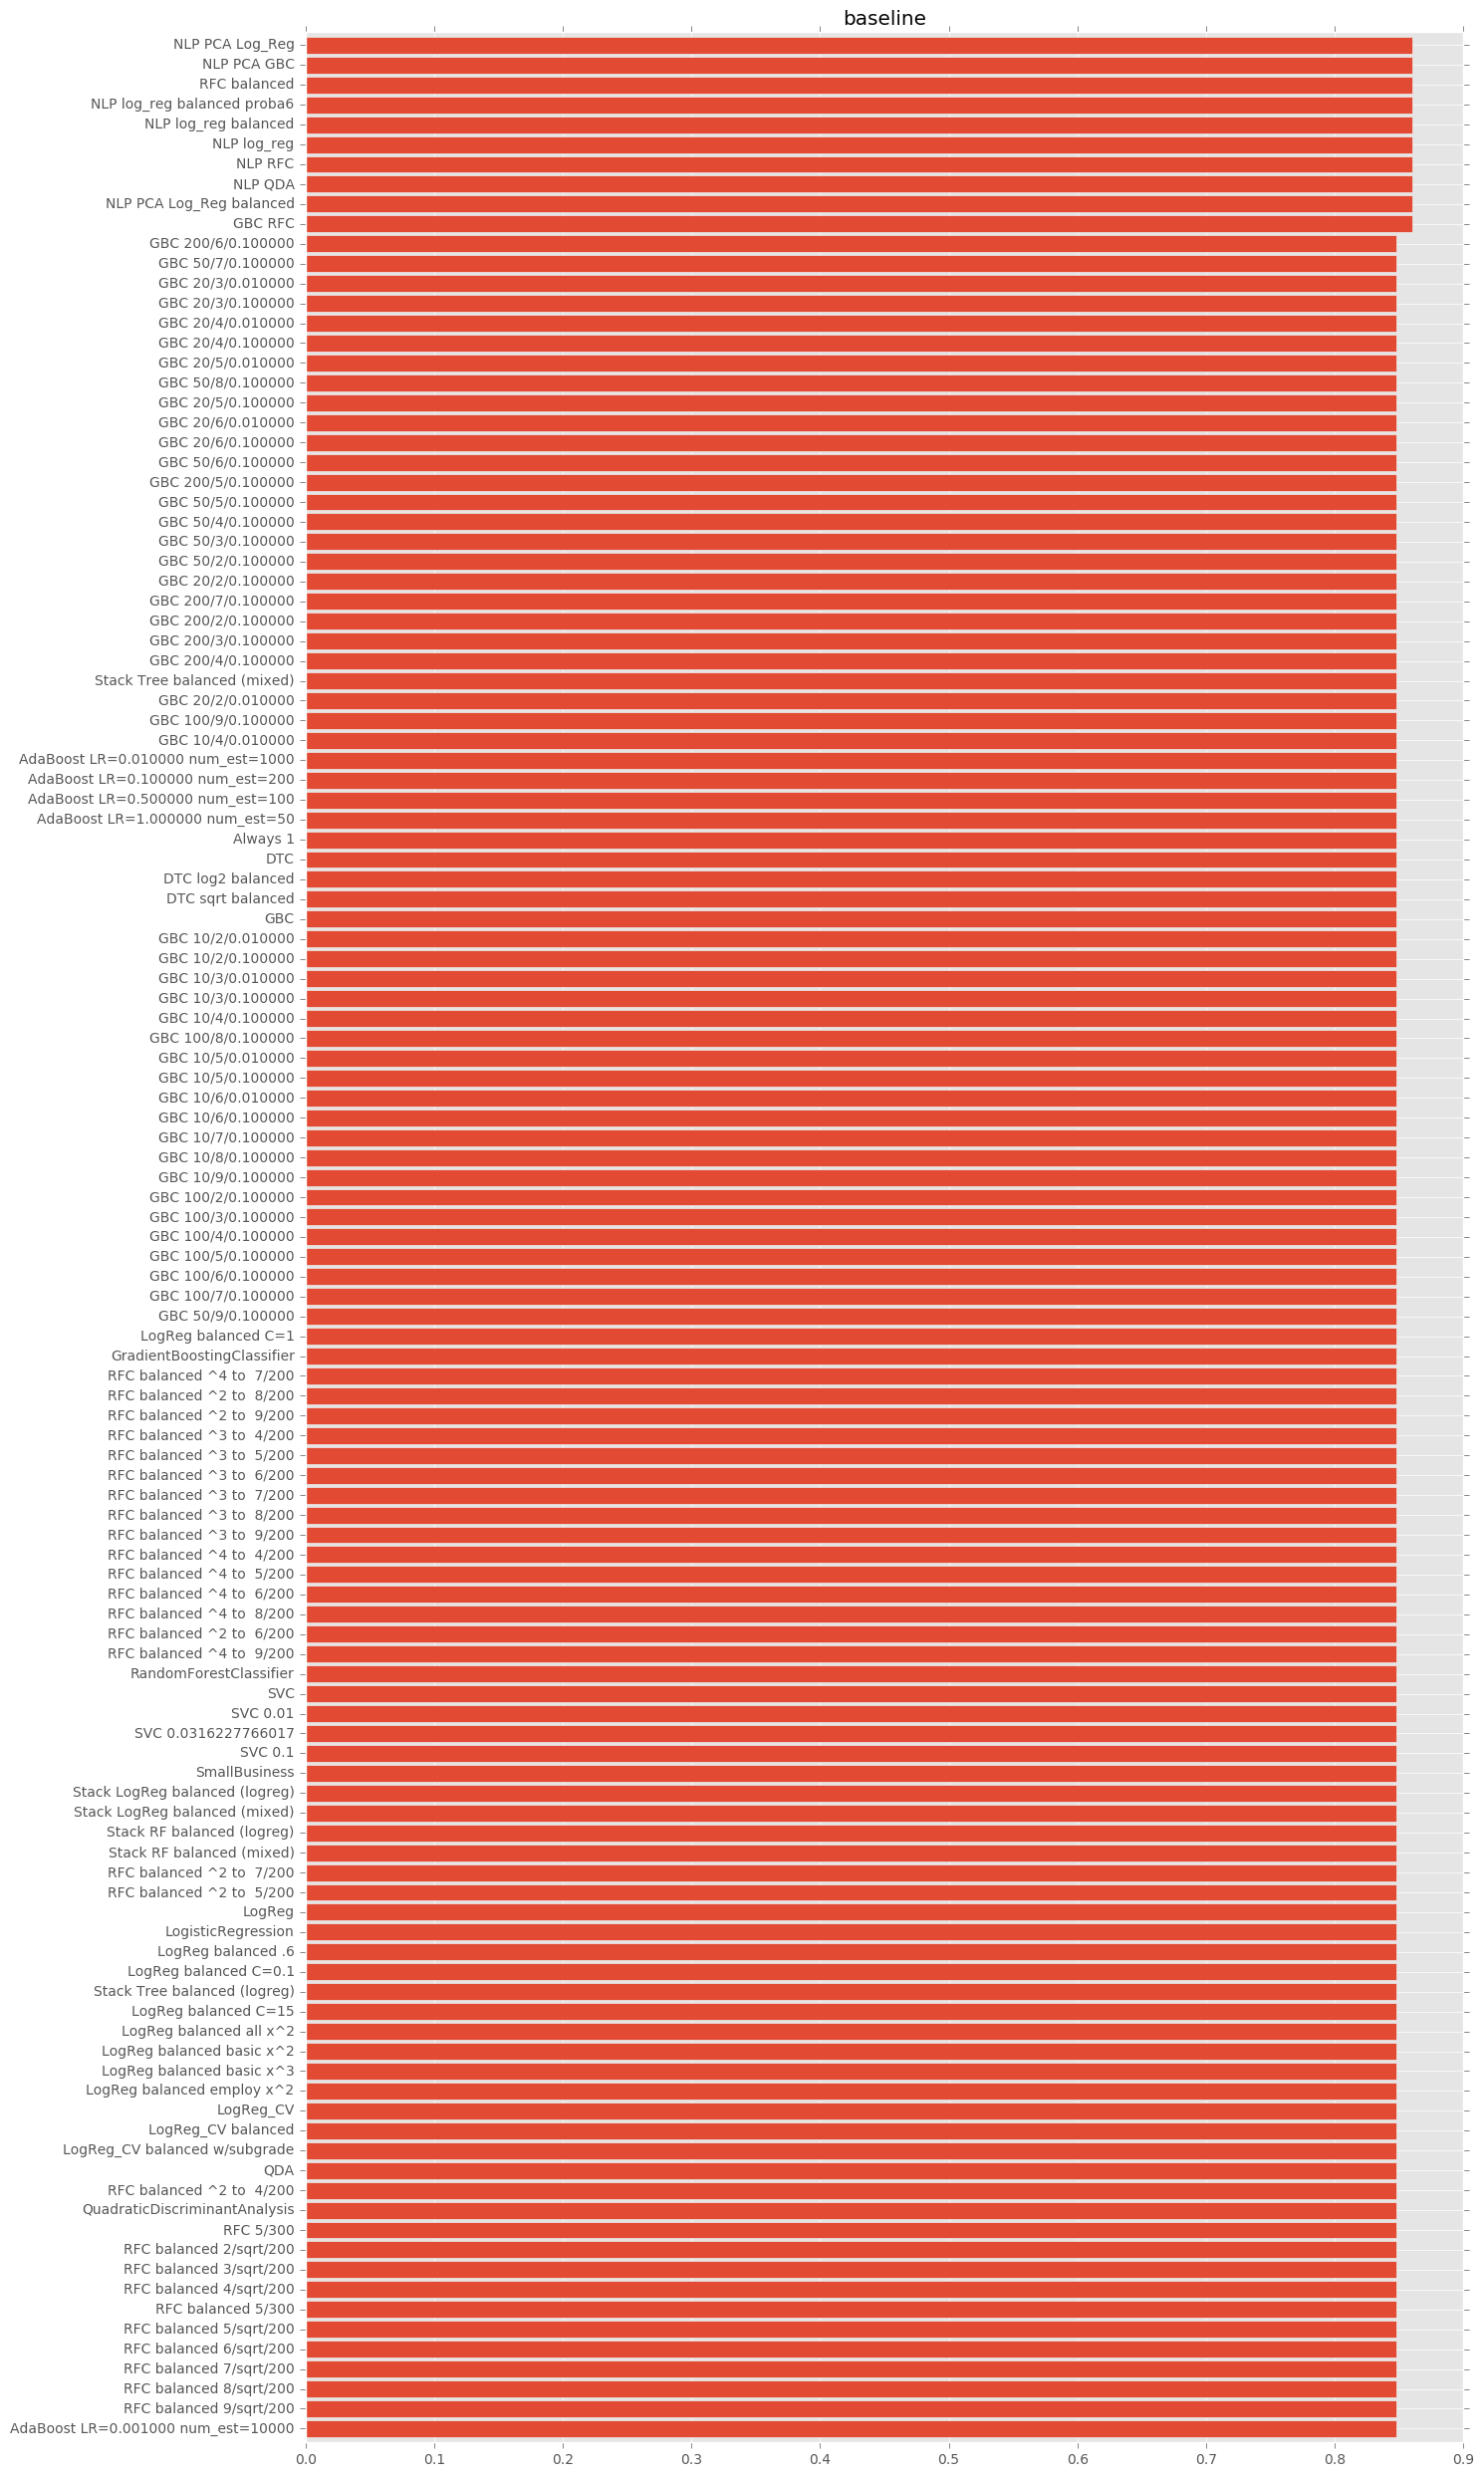 baseline
NLP PCA Log_Reg
NLP PCA GBC
RFC balanced
NLP log_reg balanced proba6
NLP log_reg balanced
NLP log_reg
NLP RFC
NLP QDA
NLP PCA Log_Reg balanced
GBC RFC
GBC 200/6/0.100000
GBC 50/7/0.100000
GBC 20/3/0.010000
GBC 20/3/0.100000
GBC 20/4/0.010000
GBC 20/4/0.100000
GBC 20/5/0.010000
GBC 50/8/0.100000
GBC 20/5/0.100000
GBC 20/6/0.010000
GBC 20/6/0.100000
GBC 50/6/0.100000
GBC 200/5/0.100000
GBC 50/5/0.100000
GBC 50/4/0.100000
GBC 50/3/0.100000
GBC 50/2/0.100000
GBC 20/2/0.100000
GBC 200/7/0.100000
GBC 200/2/0.100000
GBC 200/3/0.100000
GBC 200/4/0.100000
Stack Tree balanced (mixed)
GBC 20/2/0.010000
GBC 100/9/0.100000
GBC 10/4/0.010000
AdaBoost LR=0.010000 num_est=1000
AdaBoost LR=0.100000 num_est=200
AdaBoost LR=0.500000 num_est=100
AdaBoost LR=1.000000 num_est=50
Always 1
DTC
DTC log2 balanced
DTC sqrt balanced
GBC
GBC 10/2/0.010000
GBC 10/2/0.100000
GBC 10/3/0.010000
GBC 10/3/0.100000
GBC 10/4/0.100000
GBC 100/8/0.100000
GBC 10/5/0.010000
GBC 10/5/0.100000
GBC 10/6/0.010000
GBC 10/6/0.100000
GBC 10/7/0.100000
GBC 10/8/0.100000
GBC 10/9/0.100000
GBC 100/2/0.100000
GBC 100/3/0.100000
GBC 100/4/0.100000
GBC 100/5/0.100000
GBC 100/6/0.100000
GBC 100/7/0.100000
GBC 50/9/0.100000
LogReg balanced C=1
GradientBoostingClassifier
RFC balanced ^4 to  7/200
RFC balanced ^2 to  8/200
RFC balanced ^2 to  9/200
RFC balanced ^3 to  4/200
RFC balanced ^3 to  5/200
RFC balanced ^3 to  6/200
RFC balanced ^3 to  7/200
RFC balanced ^3 to  8/200
RFC balanced ^3 to  9/200
RFC balanced ^4 to  4/200
RFC balanced ^4 to  5/200
RFC balanced ^4 to  6/200
RFC balanced ^4 to  8/200
RFC balanced ^2 to  6/200
RFC balanced ^4 to  9/200
RandomForestClassifier
SVC
SVC 0.01
SVC 0.0316227766017
SVC 0.1
SmallBusiness
Stack LogReg balanced (logreg)
Stack LogReg balanced (mixed)
Stack RF balanced (logreg)
Stack RF balanced (mixed)
RFC balanced ^2 to  7/200
RFC balanced ^2 to  5/200
LogReg
LogisticRegression
LogReg balanced .6
LogReg balanced C=0.1
Stack Tree balanced (logreg)
LogReg balanced C=15
LogReg balanced all x^2
LogReg balanced basic x^2
LogReg balanced basic x^3
LogReg balanced employ x^2
LogReg_CV
LogReg_CV balanced
LogReg_CV balanced w/subgrade
QDA
RFC balanced ^2 to  4/200
QuadraticDiscriminantAnalysis
RFC 5/300
RFC balanced 2/sqrt/200
RFC balanced 3/sqrt/200
RFC balanced 4/sqrt/200
RFC balanced 5/300
RFC balanced 5/sqrt/200
RFC balanced 6/sqrt/200
RFC balanced 7/sqrt/200
RFC balanced 8/sqrt/200
RFC balanced 9/sqrt/200
AdaBoost LR=0.001000 num_est=10000
0.0 0.1 0.2 0.3 0.4 0.5 0.6 0.7 0.8 0.9